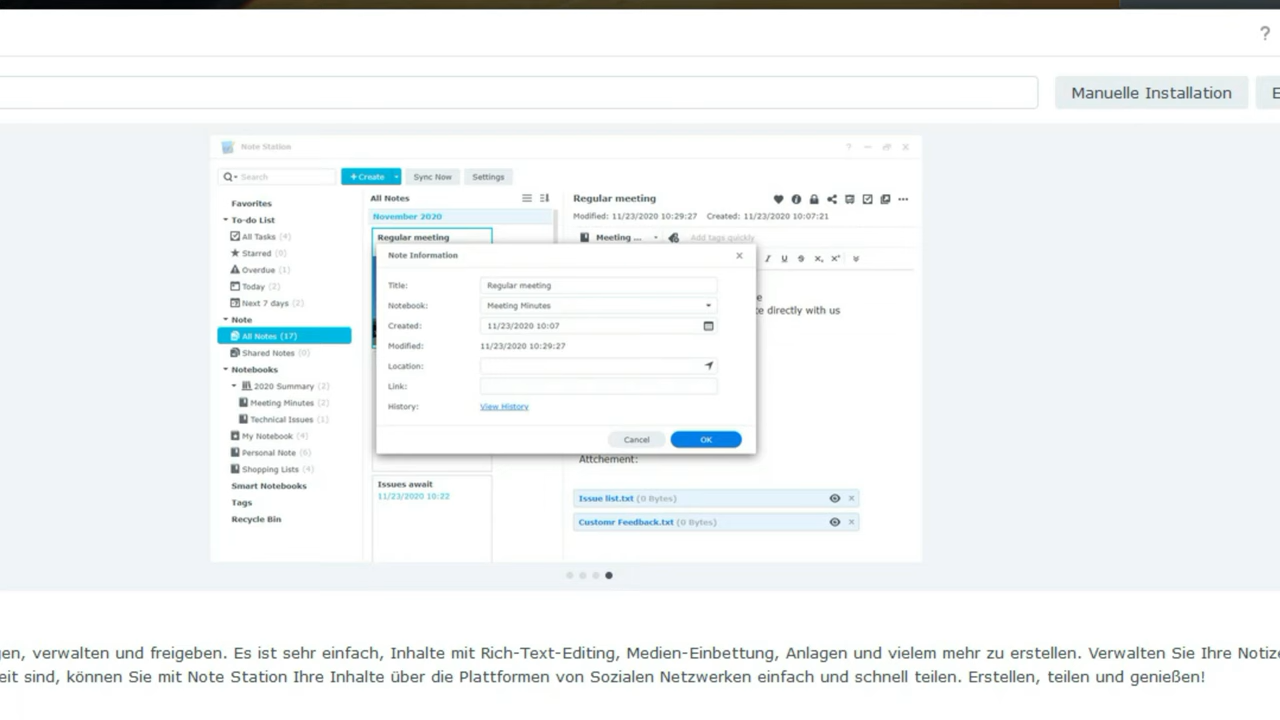 ?
Manuelle Installation
Note Station
Search
+ Create
Sync Now
Settings
Favorites
To-do List
All Tasks (4)
Starred (0)
Overdue (1)
Today (2)
Next 7 days (2)
Note
All Notes (17)
Shared Notes (0)
Notebooks
2020 Summary (2)
Meeting Minutes (2)
Technical Issues (1)
My Notebook (4)
Personal Note (6)
Shopping Lists (4)
Smart Notebooks
Tags
Recycle Bin
All Notes
November 2020
Regular meeting
Issues await
11/23/2020 10:22
Regular meeting
Modified: 11/23/2020 10:29:27 Created: 11/23/2020 10:07:21
Meeting ...
Add tags quickly
te directly with us
Note Information
Title: Regular meeting
Notebook: Meeting Minutes
Created: 11/23/2020 10:07
Modified: 11/23/2020 10:29:27
Location:
Link:
History: View History
Cancel
OK
Attchement:
Issue list.txt (0 Bytes)
Customr Feedback.txt (0 Bytes)
gen, verwalten und freigeben. Es ist sehr einfach, Inhalte mit Rich-Text-Editing, Medien-Einbettung, Anlagen und vielem mehr zu erstellen. Verwalten Sie Ihre Notize
eit sind, können Sie mit Note Station Ihre Inhalte über die Plattformen von Sozialen Netzwerken einfach und schnell teilen. Erstellen, teilen und genießen!